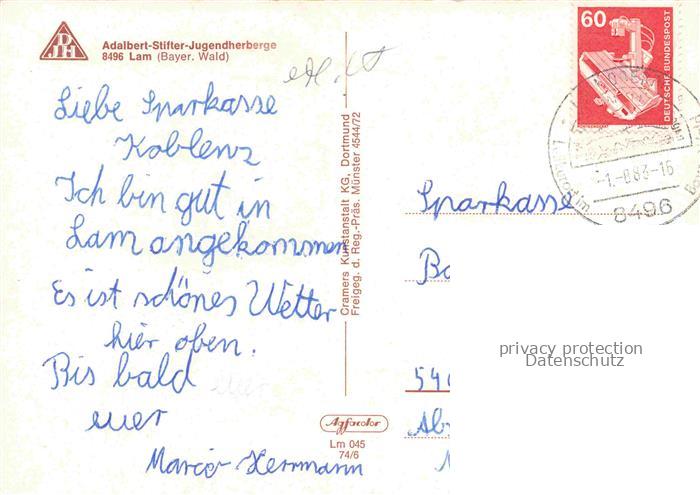 DJH
Adalbert-Stifter-Jugendherberge
8496 Lam (Bayer. Wald)
Liebe Sparkasse
Koblenz
Ich bin gut in
Lam angekommen
Es ist schönes Wetter
hier oben.
Bis bald
euer
Marcio Herrmann
Cramers Kunstanstalt KG, Dortmund
Freigeg. d. Reg.-Präs. Münster 4544/72
Agfacolor
Lm 045
74/6
60
DEUTSCHE BUNDESPOST
8496
Sparkasse
privacy protection
Datenschutz